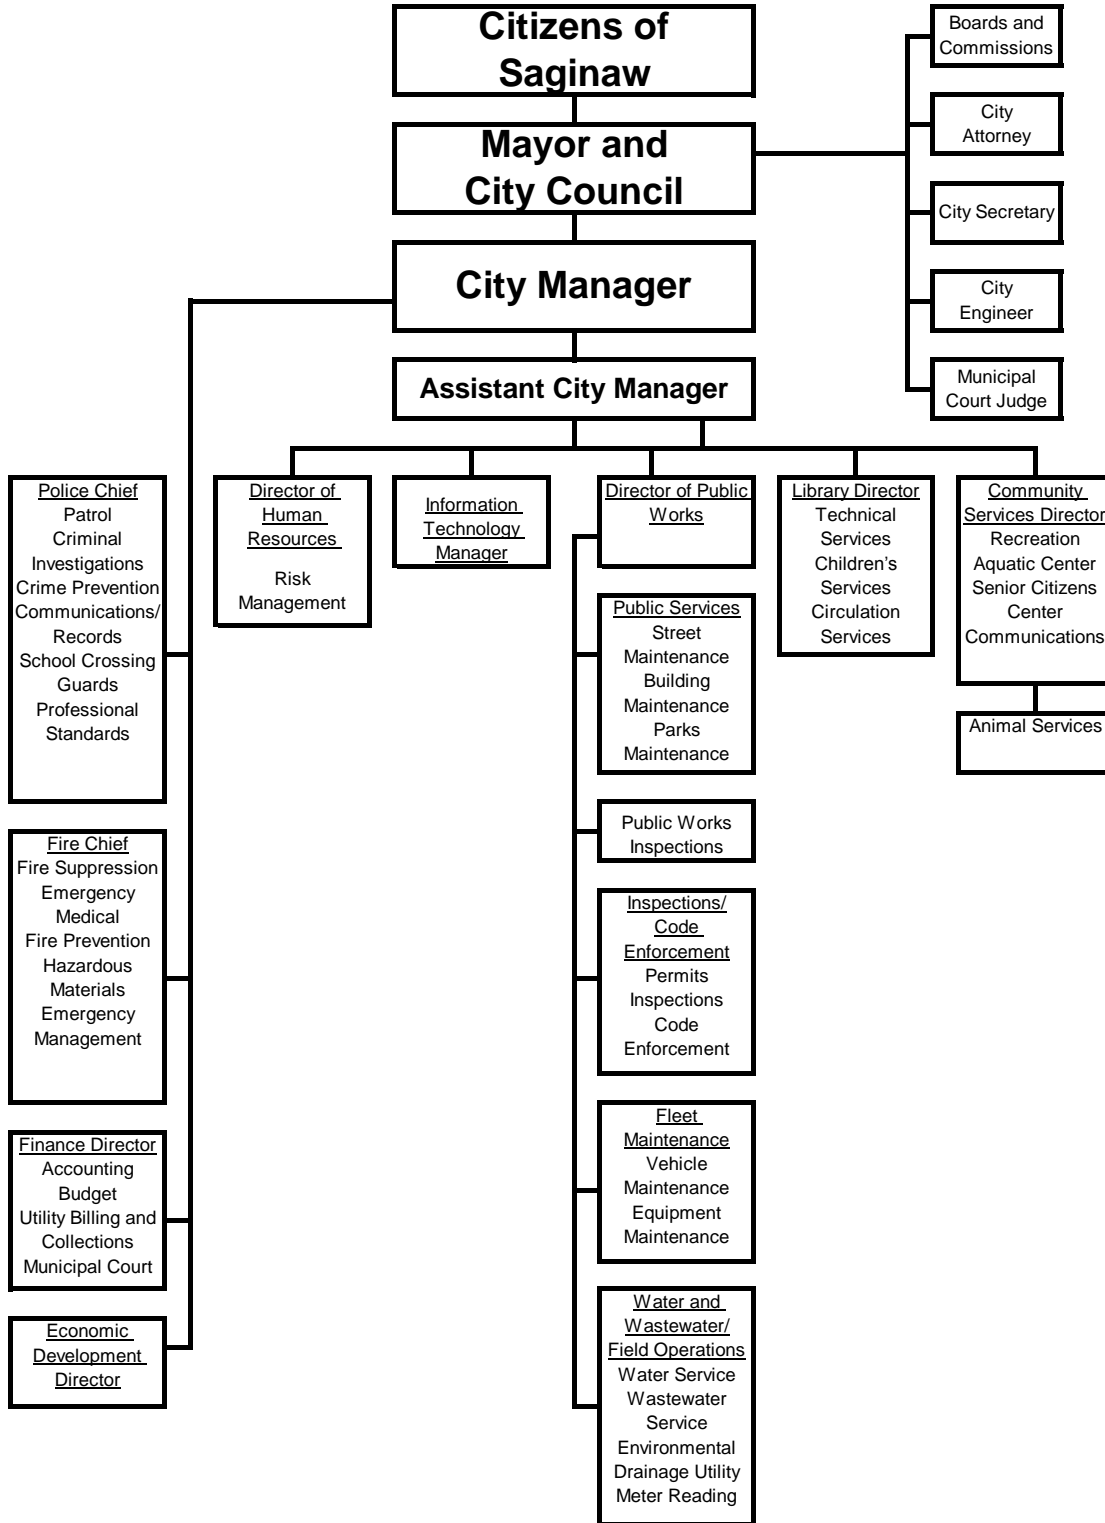 Citizens of
Saginaw
Mayor and
City Council
City Manager
Assistant City Manager
Boards and
Commissions
City
Attorney
City Secretary
City
Engineer
Municipal
Court Judge
Police Chief
Patrol
Criminal
Investigations
Crime Prevention
Communications/
Records
School Crossing
Guards
Professional
Standards
Fire Chief
Fire Suppression
Emergency
Medical
Fire Prevention
Hazardous
Materials
Emergency
Management
Finance Director
Accounting
Budget
Utility Billing and
Collections
Municipal Court
Economic
Development
Director
Director of
Human
Resources
Risk
Management
Information
Technology
Manager
Director of Public
Works
Public Services
Street
Maintenance
Building
Maintenance
Parks
Maintenance
Public Works
Inspections
Inspections/
Code
Enforcement
Permits
Inspections
Code
Enforcement
Fleet
Maintenance
Vehicle
Maintenance
Equipment
Maintenance
Water and
Wastewater/
Field Operations
Water Service
Wastewater
Service
Environmental
Drainage Utility
Meter Reading
Library Director
Technical
Services
Children’s
Services
Circulation
Services
Community
Services Director
Recreation
Aquatic Center
Senior Citizens
Center
Communications
Animal Services